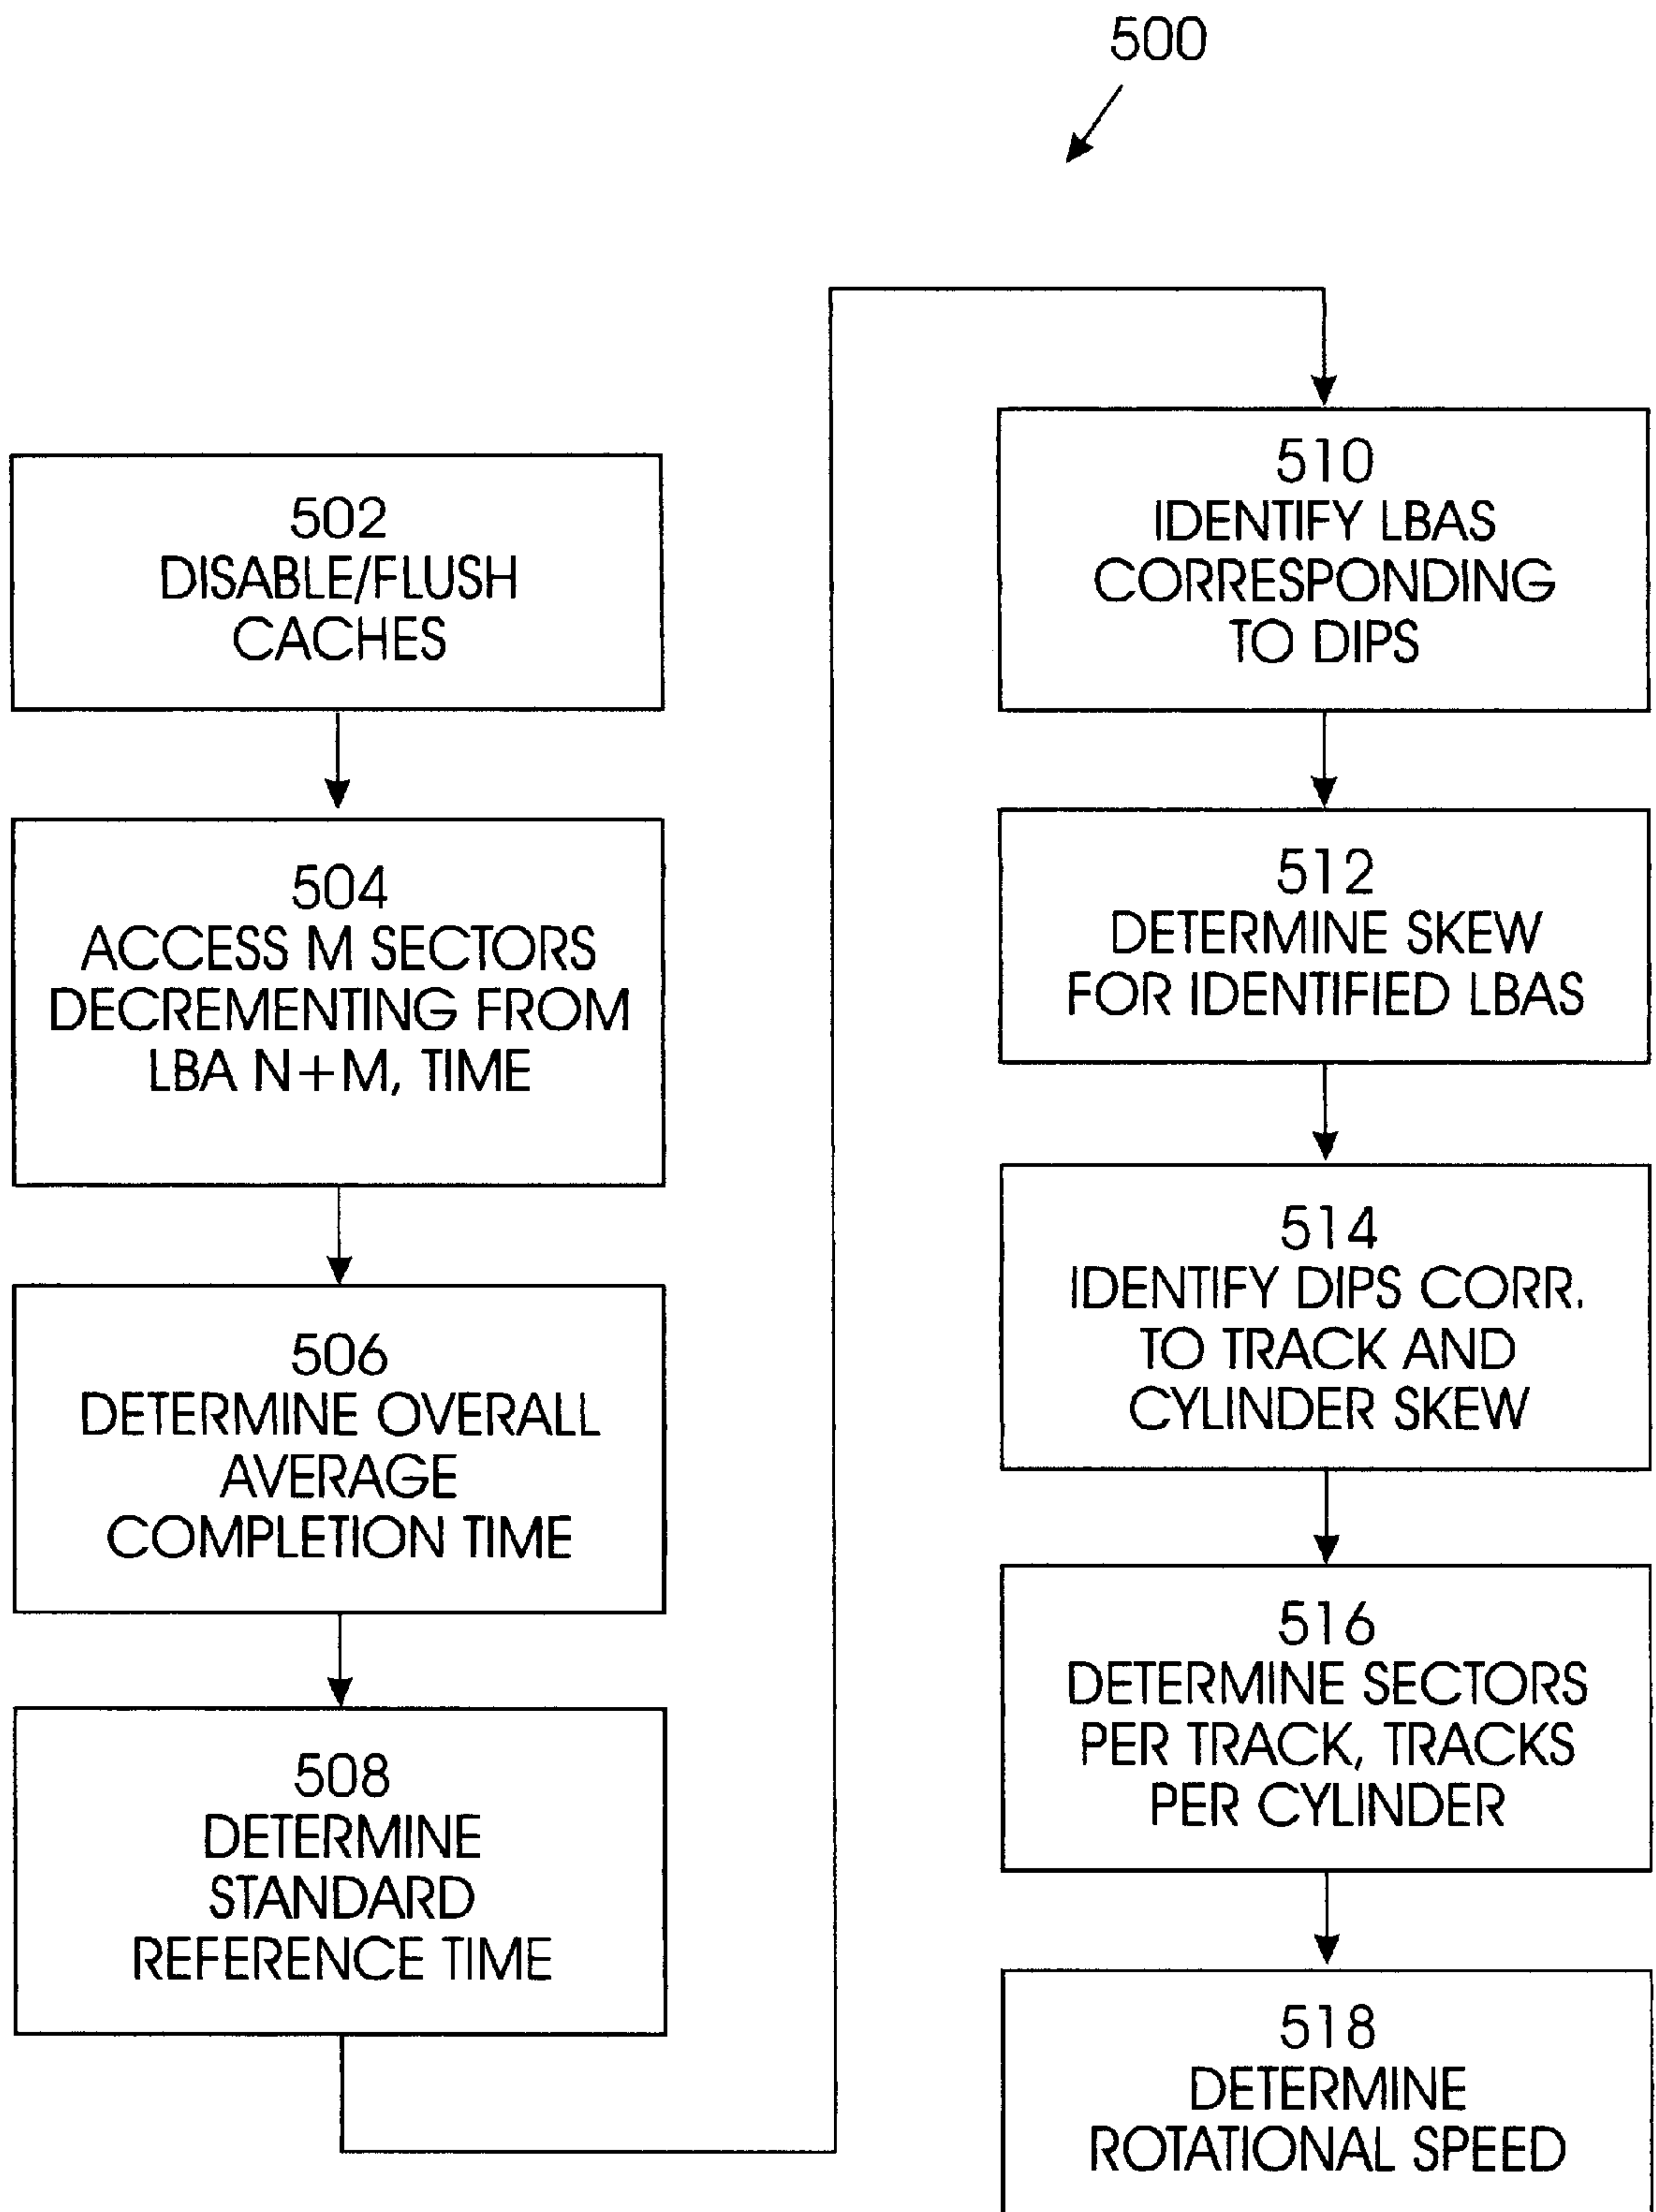 500
502
DISABLE/FLUSH
CACHES
504
ACCESS M SECTORS
DECREMENTING FROM
LBA N+M, TIME
506
DETERMINE OVERALL
AVERAGE
COMPLETION TIME
508
DETERMINE
STANDARD
REFERENCE TIME
510
IDENTIFY LBAS
CORRESPONDING
TO DIPS
512
DETERMINE SKEW
FOR IDENTIFIED LBAS
514
IDENTIFY DIPS CORR.
TO TRACK AND
CYLINDER SKEW
516
DETERMINE SECTORS
PER TRACK, TRACKS
PER CYLINDER
518
DETERMINE
ROTATIONAL SPEED